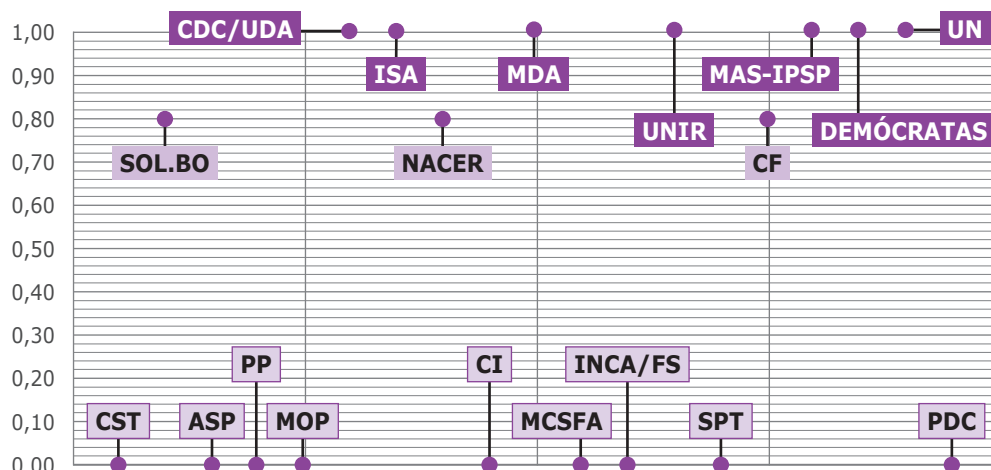 1,00
0,90
0,80
0,70
0,60
0,50
0,40
0,30
0,20
0,10
0,00
CDC/UDA
UN
ISA
MDA
MAS-IPSP
UNIR
DEMÓCRATAS
SOL.BO
NACER
CF
PP
CI
INCA/FS
CST
ASP
MOP
MCSFA
SPT
PDC